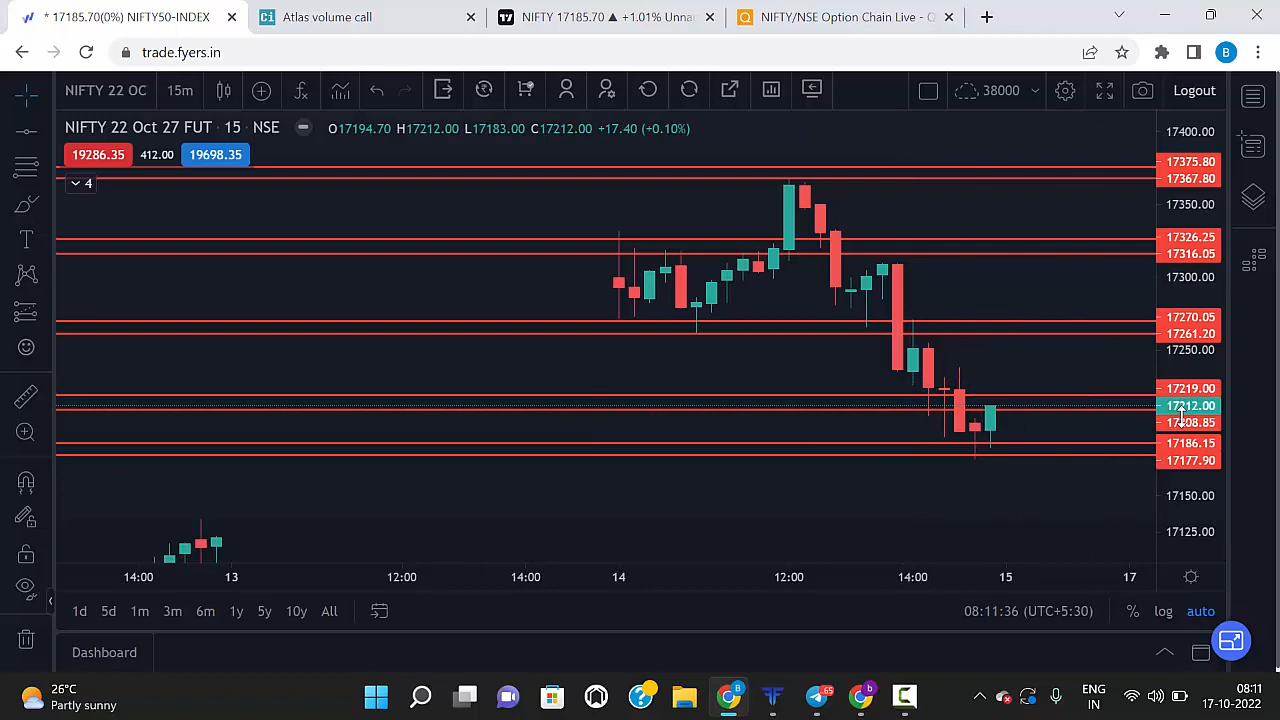 * 17185.70(0%) NIFTY50-INDEX
Atlas volume call
NIFTY 17185.70 ▲ +1.01% Unna
NIFTY/NSE Option Chain Live - O
trade.fyers.in
B
NIFTY 22 OC
15m
38000
Logout
NIFTY 22 Oct 27 FUT · 15 · NSE
O17194.70 H17212.00 L17183.00 C17212.00 +17.40 (+0.10%)
19286.35
412.00
19698.35
4
17400.00
17375.80
17367.80
17350.00
17326.25
17316.05
17300.00
17270.05
17261.20
17250.00
17219.00
17212.00
17208.85
17186.15
17177.90
17150.00
17125.00
14:00
13
12:00
14:00
14
12:00
14:00
15
17
1d
5d
1m
3m
6m
1y
5y
10y
All
08:11:36 (UTC+5:30)
%
log
auto
Dashboard
26°C
Partly sunny
ENG
IN
08:11
17-10-2022